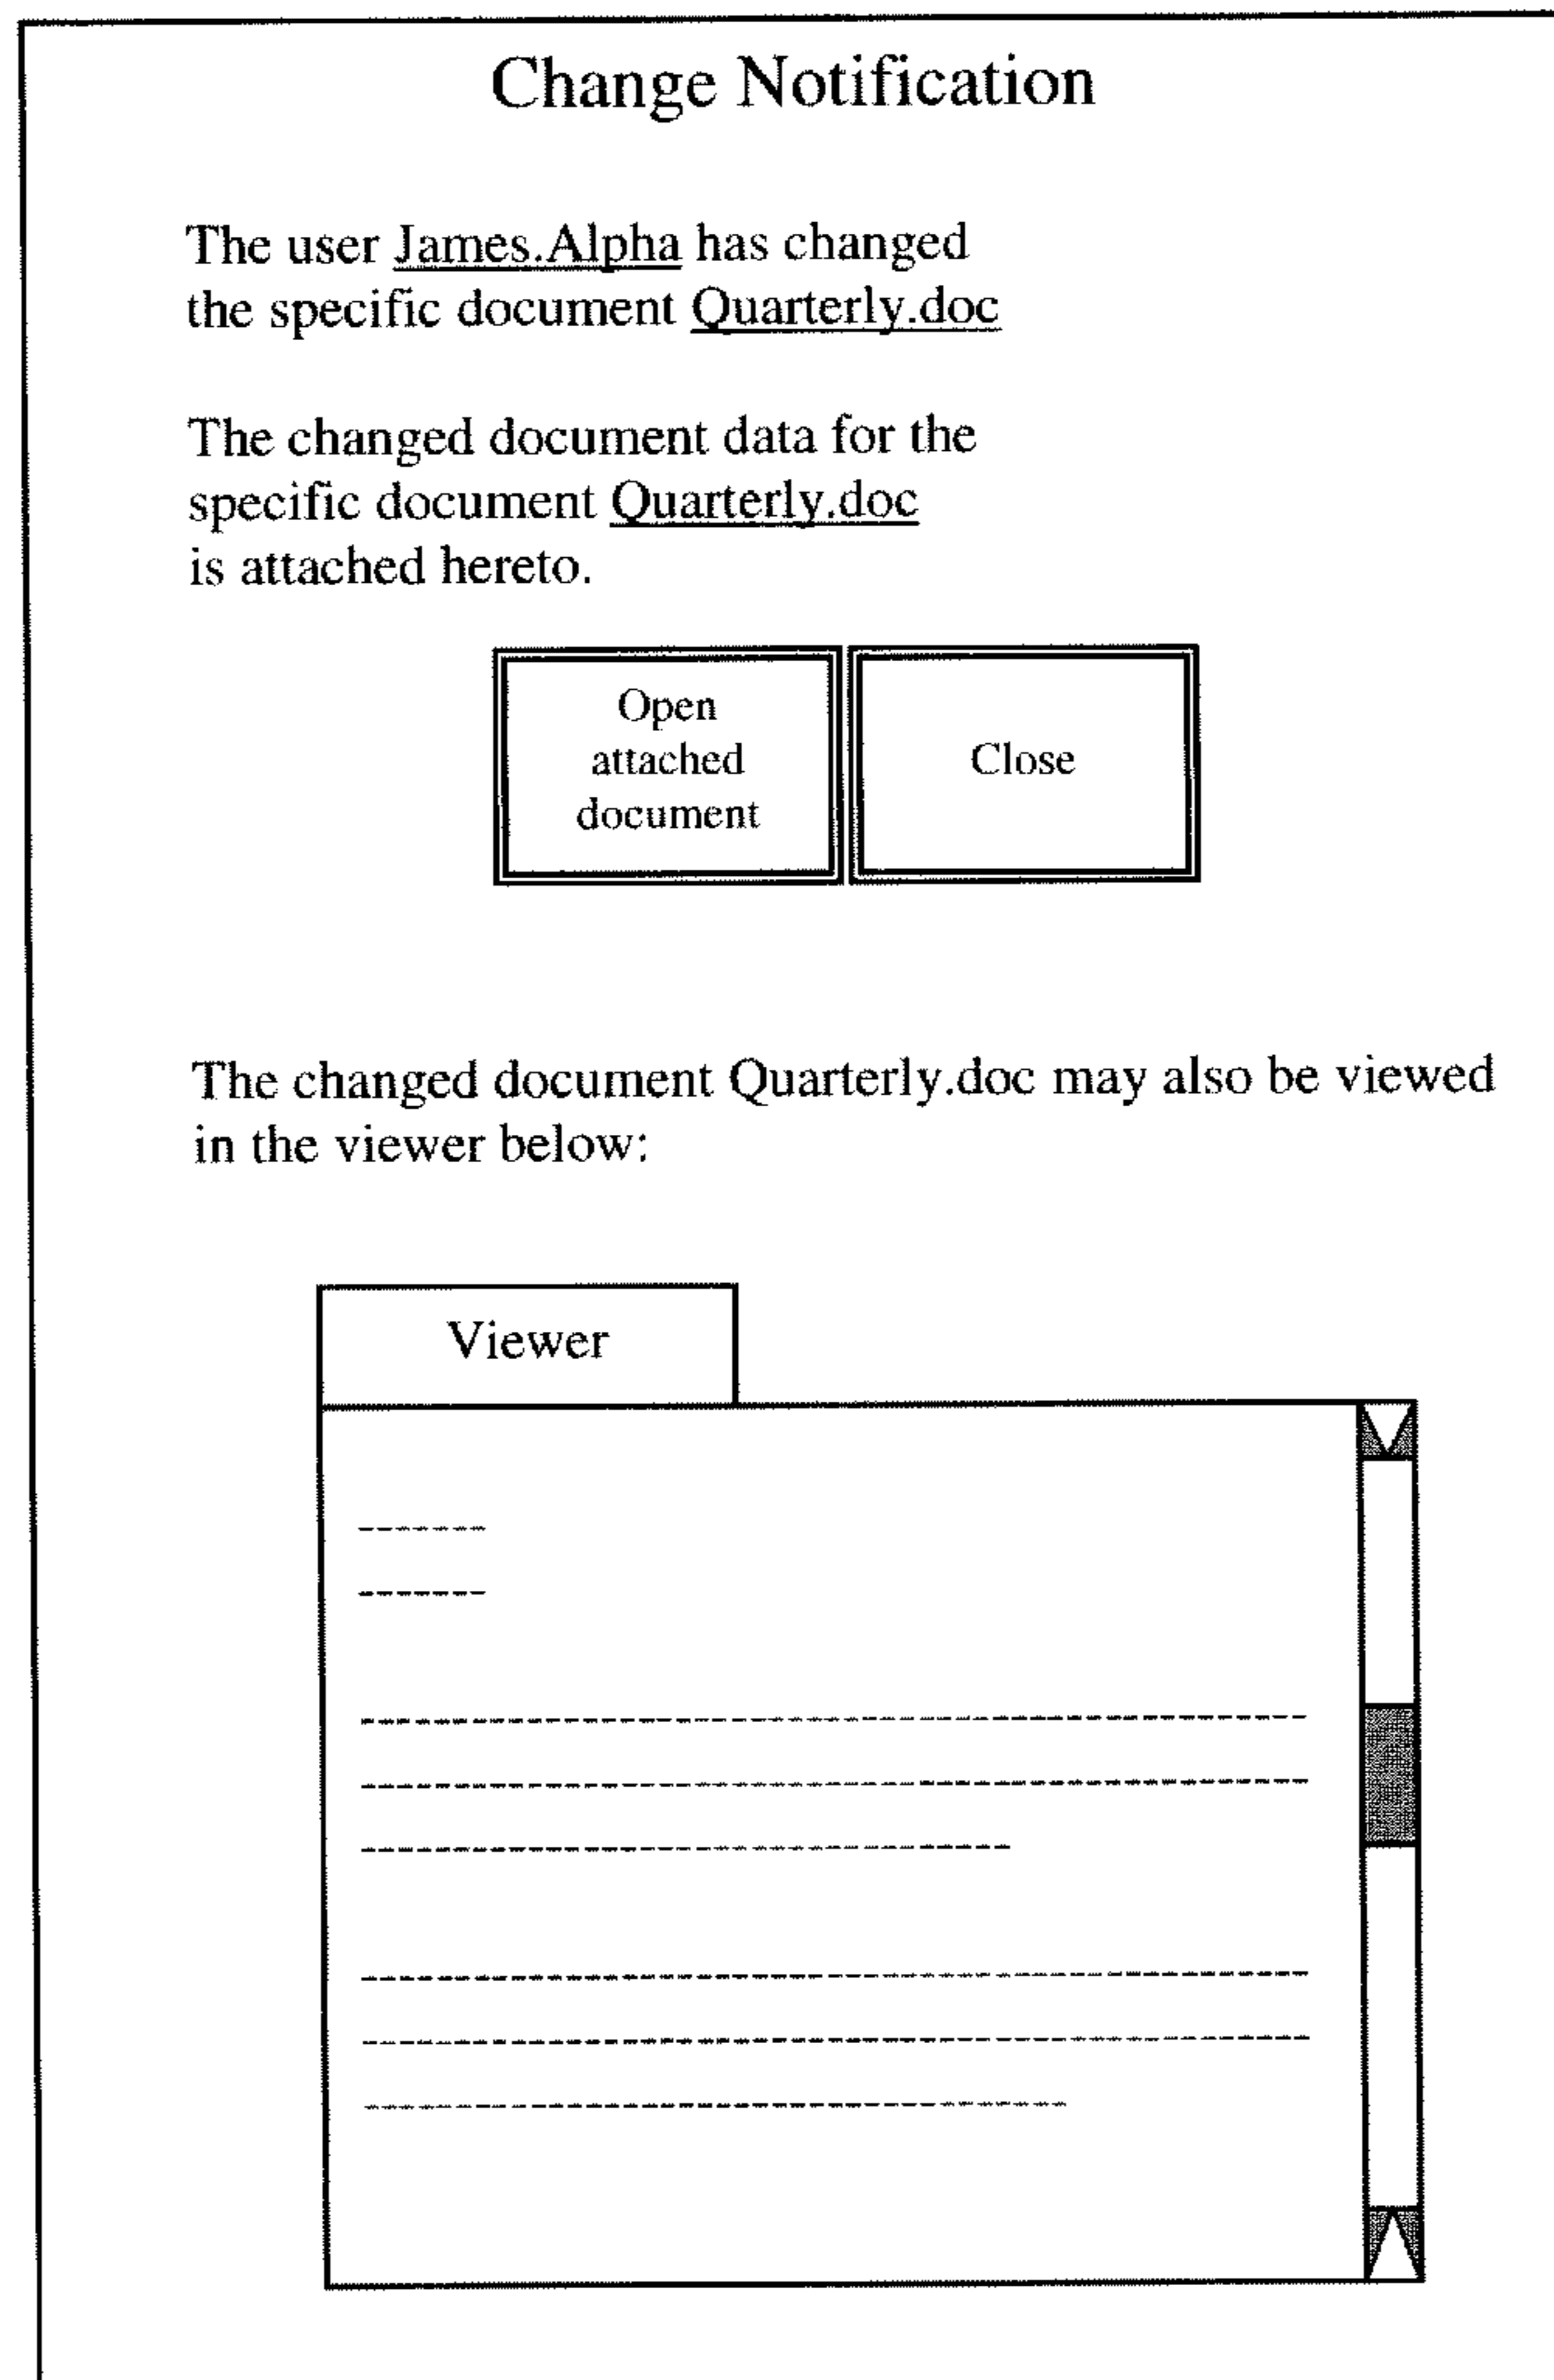 Change Notification
The user James.Alpha has changed
the specific document Quarterly.doc
The changed document data for the
specific document Quarterly.doc
is attached hereto.
Open
attached
document
Close
The changed document Quarterly.doc may also be viewed
in the viewer below:
Viewer